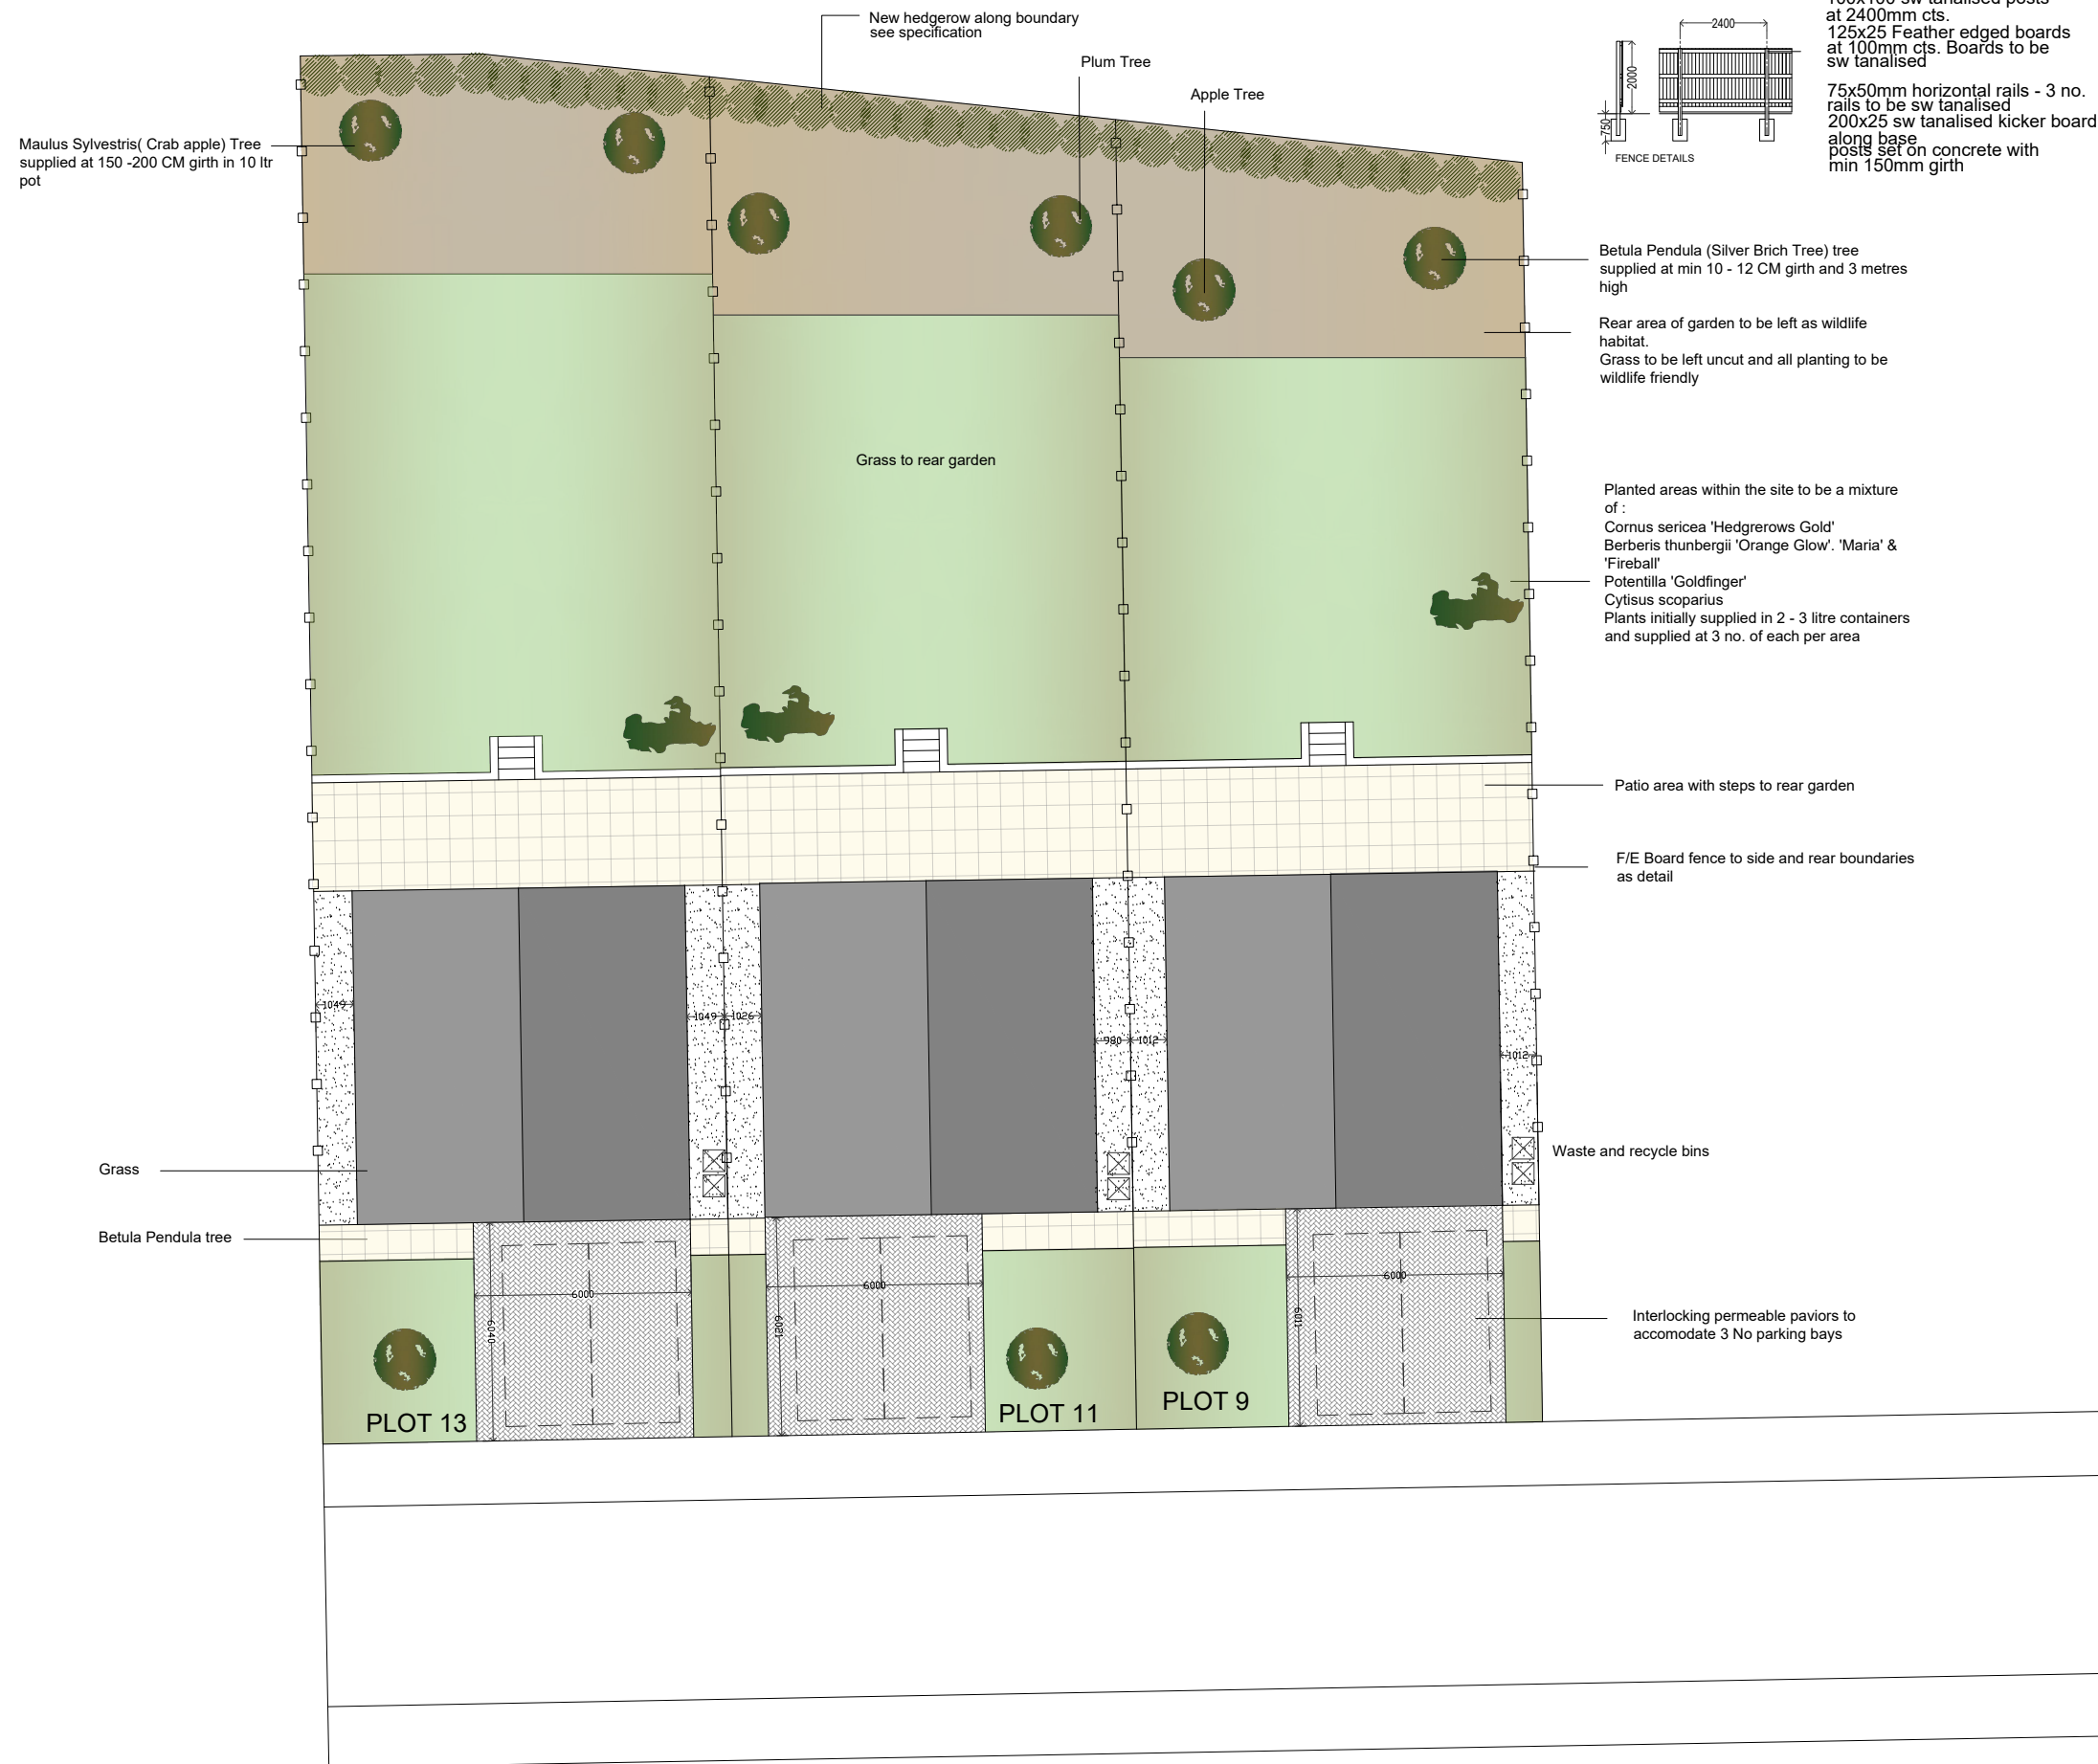 New hedgerow along boundary
see specification
Plum Tree
Apple Tree
Maulus Sylvestris( Crab apple) Tree
supplied at 150 -200 CM girth in 10 ltr
pot
2400
2000
750
FENCE DETAILS
100x100 sw tanalised posts
at 2400mm cts.
125x25 Feather edged boards
at 100mm cts. Boards to be
sw tanalised
75x50mm horizontal rails - 3 no.
rails to be sw tanalised
200x25 sw tanalised kicker board
along base
posts set on concrete with
min 150mm girth
Betula Pendula (Silver Brich Tree) tree
supplied at min 10 - 12 CM girth and 3 metres
high
Rear area of garden to be left as wildlife
habitat.
Grass to be left uncut and all planting to be
wildlife friendly
Grass to rear garden
Planted areas within the site to be a mixture
of :
Cornus sericea 'Hedgrerows Gold'
Berberis thunbergii 'Orange Glow'. 'Maria' &
'Fireball'
Potentilla 'Goldfinger'
Cytisus scoparius
Plants initially supplied in 2 - 3 litre containers
and supplied at 3 no. of each per area
Patio area with steps to rear garden
F/E Board fence to side and rear boundaries
as detail
1049
1049
1026
980
1012
1012
Grass
Waste and recycle bins
Betula Pendula tree
6000
6000
6000
6040
6021
6011
Interlocking permeable paviors to
accomodate 3 No parking bays
PLOT 13
PLOT 11
PLOT 9